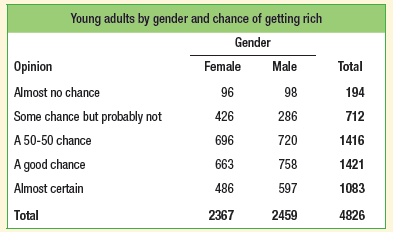 Young adults by gender and chance of getting rich
Gender
Opinion Female Male Total
Almost no chance 96 98 194
Some chance but probably not 426 286 712
A 50-50 chance 696 720 1416
A good chance 663 758 1421
Almost certain 486 597 1083
Total 2367 2459 4826